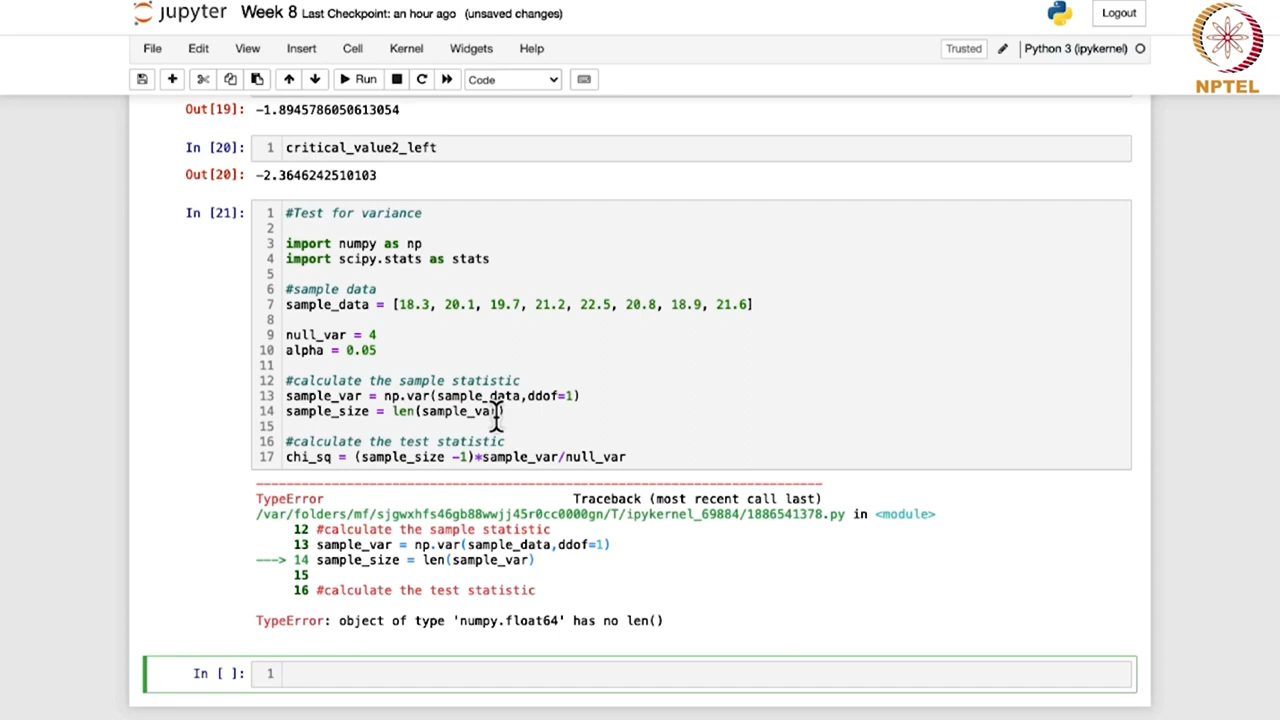 jupyter Week 8 Last Checkpoint: an hour ago (unsaved changes) Logout
File Edit View Insert Cell Kernel Widgets Help Trusted Python 3 (ipykernel)
Run Code
NPTEL
Out[19]: -1.8945786050613054
In [20]: 1 critical_value2_left
Out[20]: -2.3646242510103
In [21]: 1 #Test for variance
2
3 import numpy as np
4 import scipy.stats as stats
5
6 #sample data
7 sample_data = [18.3, 20.1, 19.7, 21.2, 22.5, 20.8, 18.9, 21.6]
8
9 null_var = 4
10 alpha = 0.05
11
12 #calculate the sample statistic
13 sample_var = np.var(sample_data,ddof=1)
14 sample_size = len(sample_var)
15
16 #calculate the test statistic
17 chi_sq = (sample_size -1)*sample_var/null_var
TypeError Traceback (most recent call last)
/var/folders/mf/sjgwxhfs46gb88wwjj45r0cc0000gn/T/ipykernel_69884/1886541378.py in <module>
12 #calculate the sample statistic
13 sample_var = np.var(sample_data,ddof=1)
---> 14 sample_size = len(sample_var)
15
16 #calculate the test statistic
TypeError: object of type 'numpy.float64' has no len()
In [ ]: 1